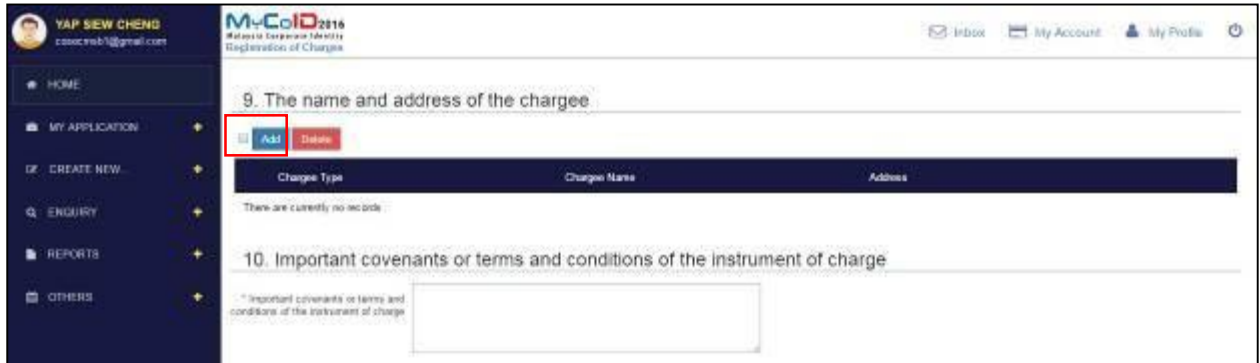 YAP SIEW CHENG
MyCoID2016
Malaysia Corporate Identity
Registration of Charges
Inbox
My Account
My Profile
HOME
MY APPLICATION
CREATE NEW...
ENQUIRY
REPORTS
OTHERS
9. The name and address of the chargee
Add
Delete
Chargee Type
Chargee Name
Address
There are currently no records
10. Important covenants or terms and conditions of the instrument of charge
* Important covenants or terms and
conditions of the instrument of charge